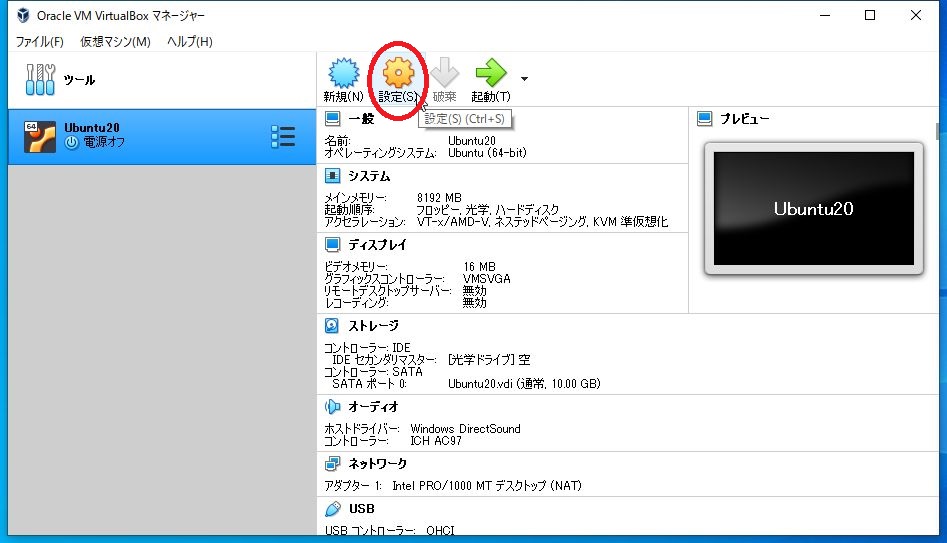 Oracle VM VirtualBox マネージャー
ファイル(F) 仮想マシン(M) ヘルプ(H)
ツール
新規(N) 設定(S) 破棄 起動(T)
設定(S) (Ctrl+S)
64
Ubuntu20
電源オフ
一般
名前: Ubuntu20
オペレーティングシステム: Ubuntu (64-bit)
システム
メインメモリー: 8192 MB
起動順序: フロッピー, 光学, ハードディスク
アクセラレーション: VT-x/AMD-V, ネステッドページング, KVM 準仮想化
ディスプレイ
ビデオメモリー: 16 MB
グラフィックスコントローラー: VMSVGA
リモートデスクトップサーバー: 無効
レコーディング: 無効
ストレージ
コントローラー: IDE
IDE セカンダリマスター: [光学ドライブ] 空
コントローラー: SATA
SATA ポート 0: Ubuntu20.vdi (通常, 10.00 GB)
オーディオ
ホストドライバー: Windows DirectSound
コントローラー: ICH AC97
ネットワーク
アダプター 1: Intel PRO/1000 MT デスクトップ (NAT)
USB
USB コントローラー: OHCI
プレビュー
Ubuntu20